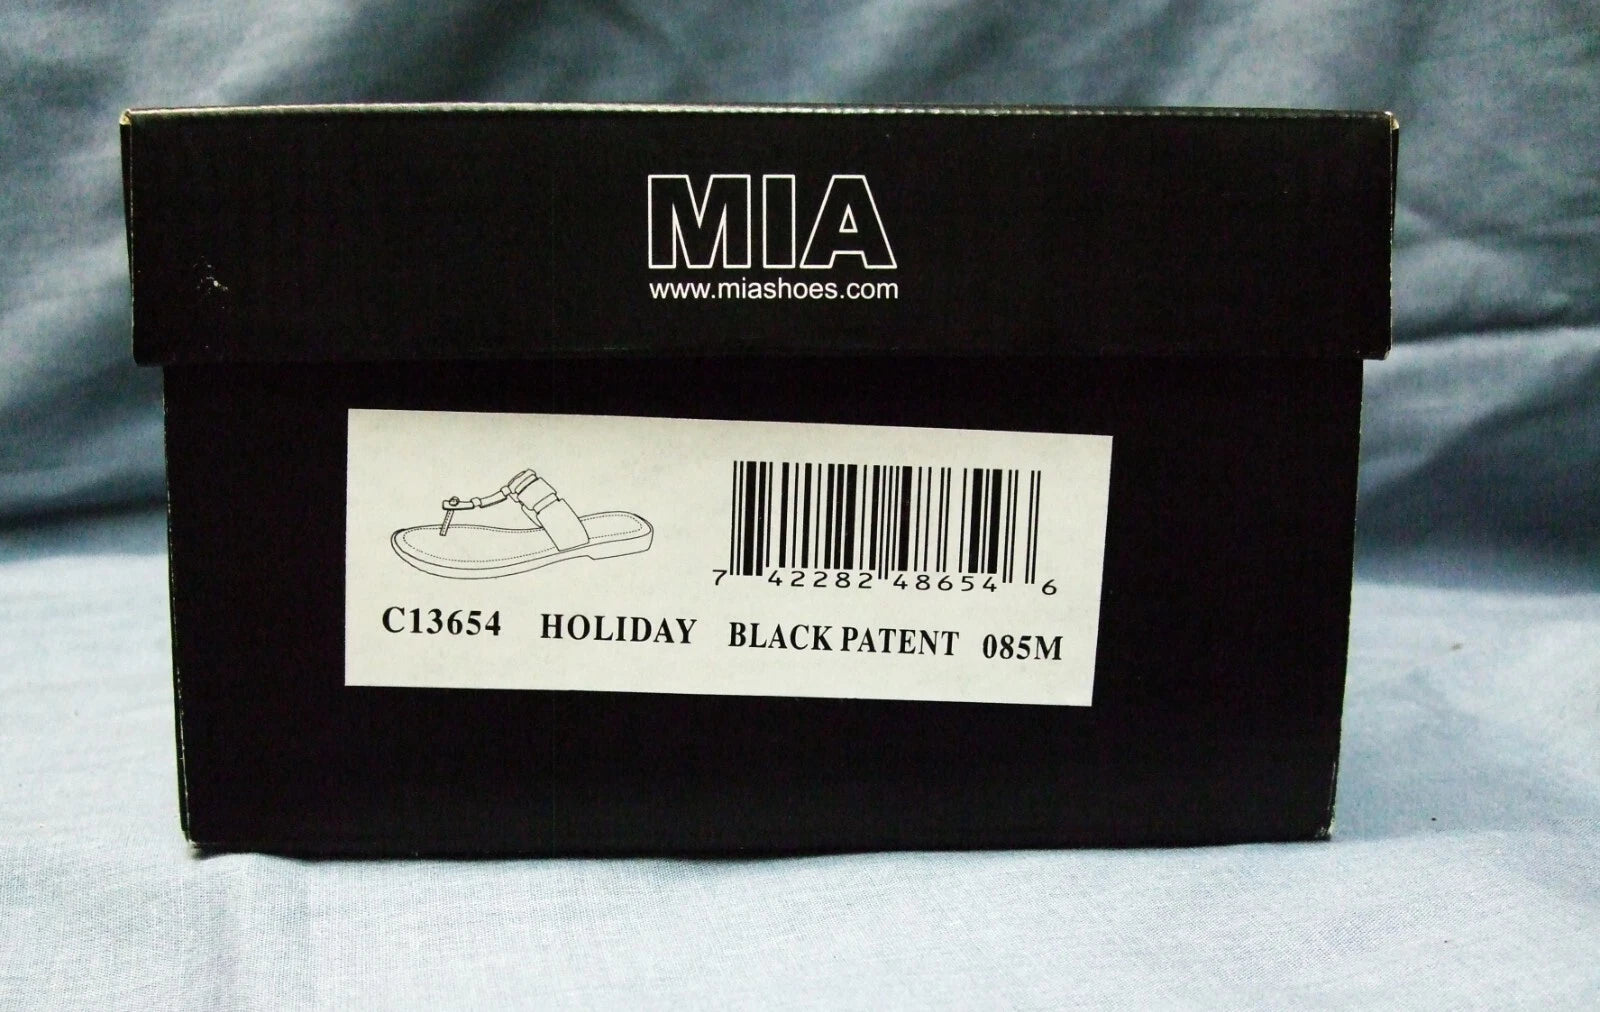 MIA
www.miashoes.com
7 42282 48654 6
C13654 HOLIDAY BLACK PATENT 085M